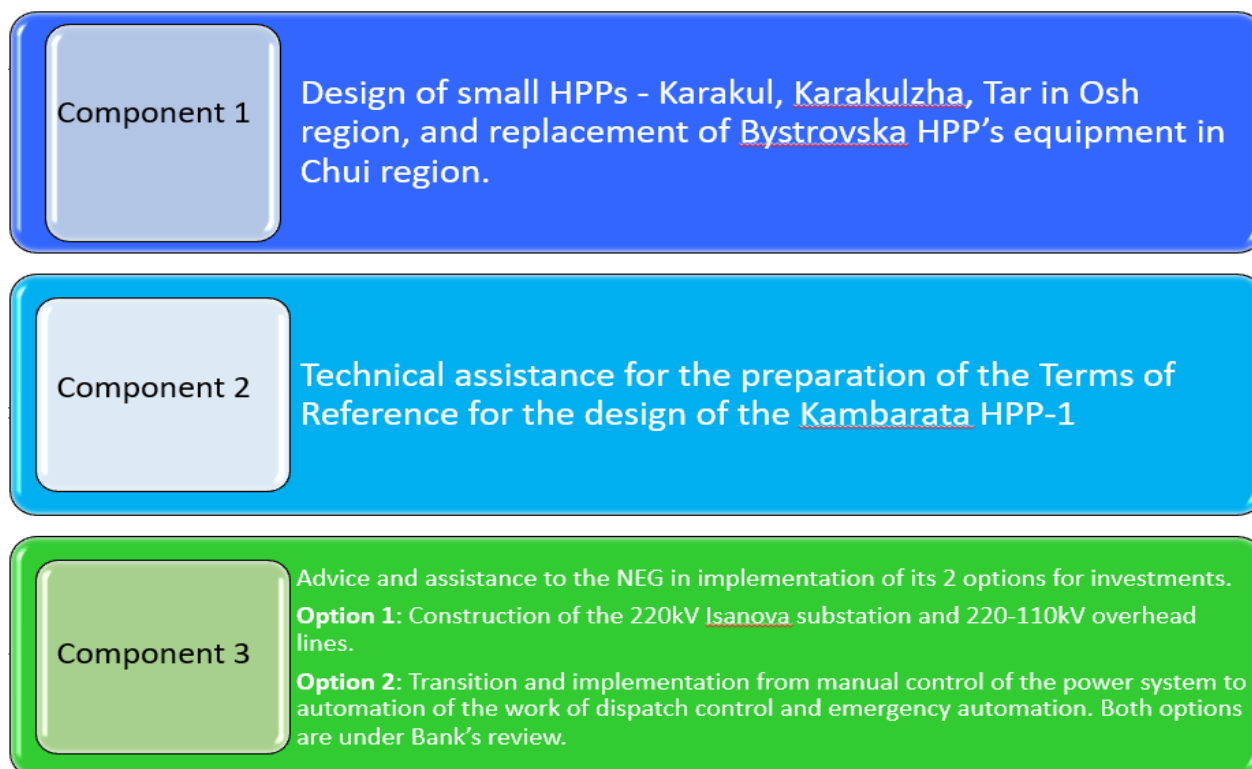 Component 1
Design of small HPPs - Karakul, Karakulzha, Tar in Osh
region, and replacement of Bystrovska HPP’s equipment in
Chui region.
Component 2
Technical assistance for the preparation of the Terms of
Reference for the design of the Kambarata HPP-1
Component 3
Advice and assistance to the NEG in implementation of its 2 options for investments.
Option 1: Construction of the 220kV Isanova substation and 220-110kV overhead
lines.
Option 2: Transition and implementation from manual control of the power system to
automation of the work of dispatch control and emergency automation. Both options
are under Bank’s review.